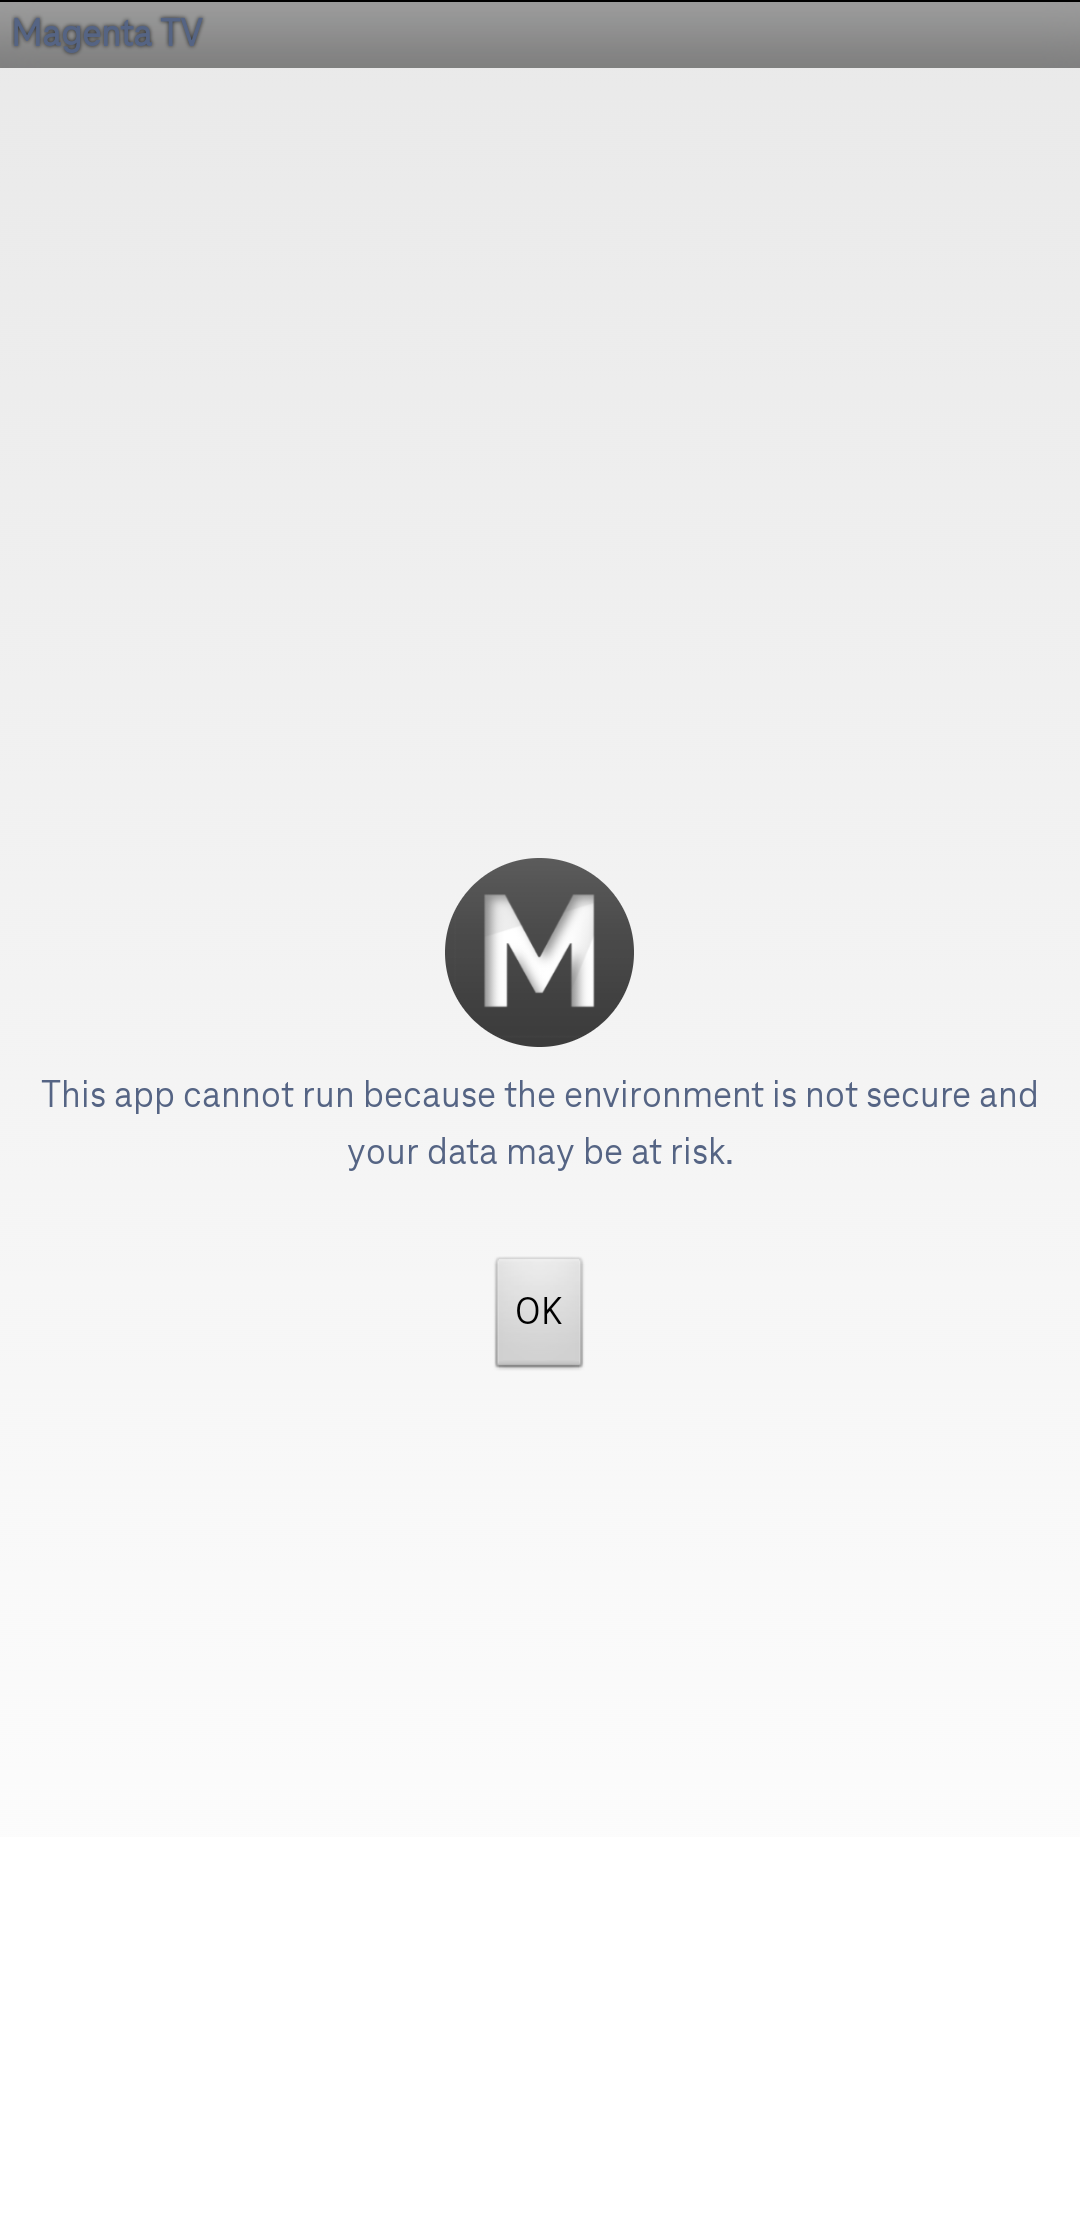 Magenta TV
M
This app cannot run because the environment is not secure and
your data may be at risk.
OK